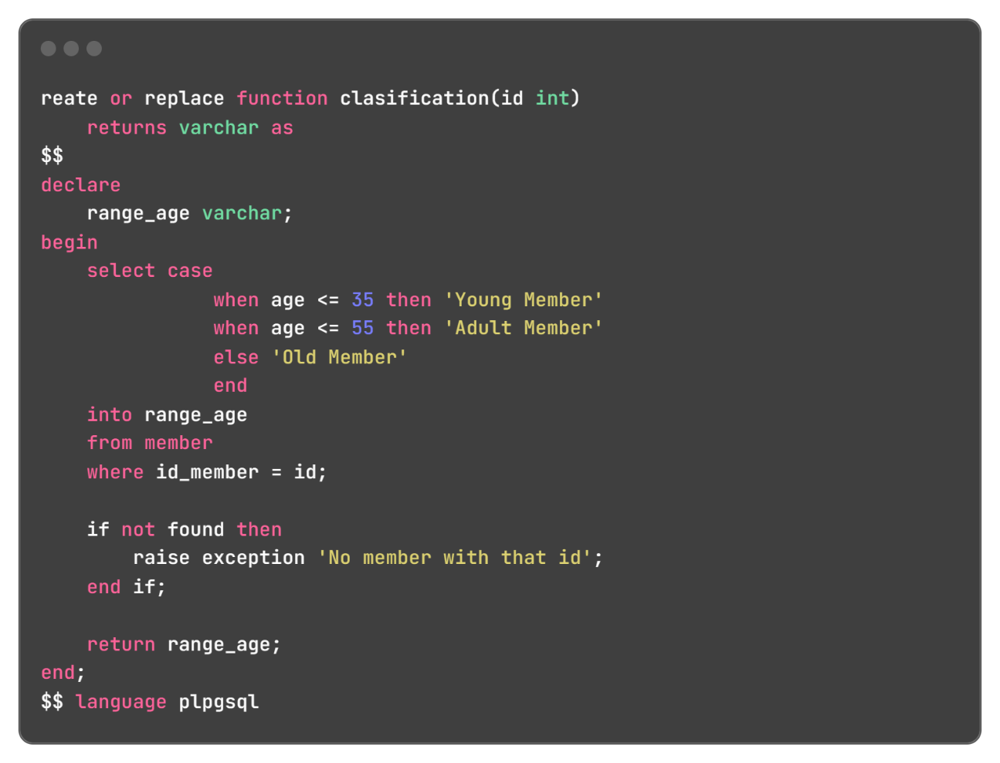 reate or replace function clasification(id int)
    returns varchar as
$$
declare
    range_age varchar;
begin
    select case
               when age <= 35 then 'Young Member'
               when age <= 55 then 'Adult Member'
               else 'Old Member'
               end
    into range_age
    from member
    where id_member = id;

    if not found then
        raise exception 'No member with that id';
    end if;

    return range_age;
end;
$$ language plpgsql